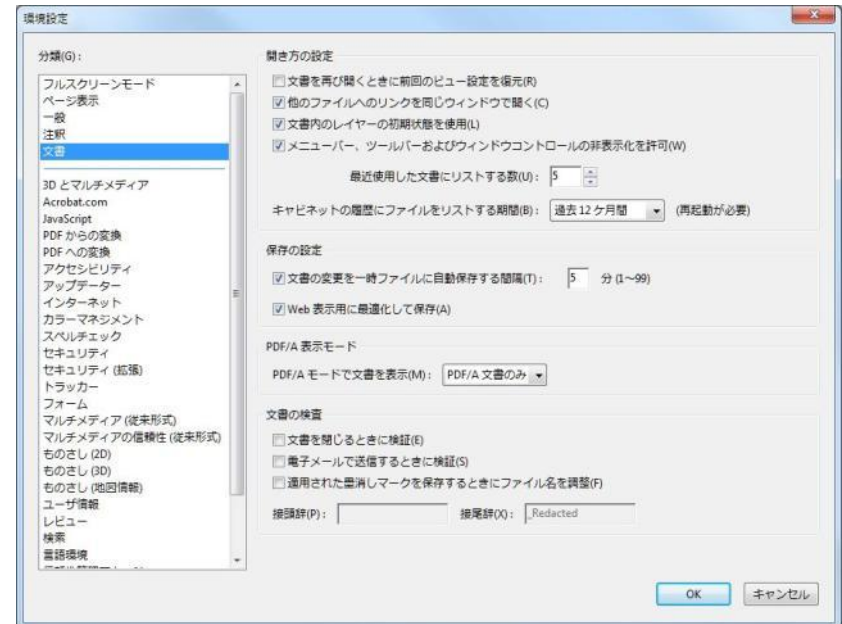 環境設定
分類(G):
フルスクリーンモード
ページ表示
一般
注釈
文書
3D とマルチメディア
Acrobat.com
JavaScript
PDF からの変換
PDF への変換
アクセシビリティ
アップデーター
インターネット
カラーマネジメント
スペルチェック
セキュリティ
セキュリティ (拡張)
トラッカー
フォーム
マルチメディア (従来形式)
マルチメディアの信頼性 (従来形式)
ものさし (2D)
ものさし (3D)
ものさし (地図情報)
ユーザ情報
レビュー
検索
言語環境
開き方の設定
文書を再び開くときに前回のビュー設定を復元(R)
他のファイルへのリンクを同じウィンドウで開く(C)
文書内のレイヤーの初期状態を使用(L)
メニューバー、ツールバーおよびウィンドウコントロールの非表示化を許可(W)
最近使用した文書にリストする数(U): 5
キャビネットの履歴にファイルをリストする期間(B): 過去 12 ケ月間 (再起動が必要)
保存の設定
文書の変更を一時ファイルに自動保存する間隔(T): 5 分 (1～99)
Web 表示用に最適化して保存(A)
PDF/A 表示モード
PDF/A モードで文書を表示(M): PDF/A 文書のみ
文書の検査
文書を閉じるときに検証(E)
電子メールで送信するときに検証(S)
適用された墨消しマークを保存するときにファイル名を調整(F)
接頭辞(P): 接尾辞(X): _Redacted
OK キャンセル